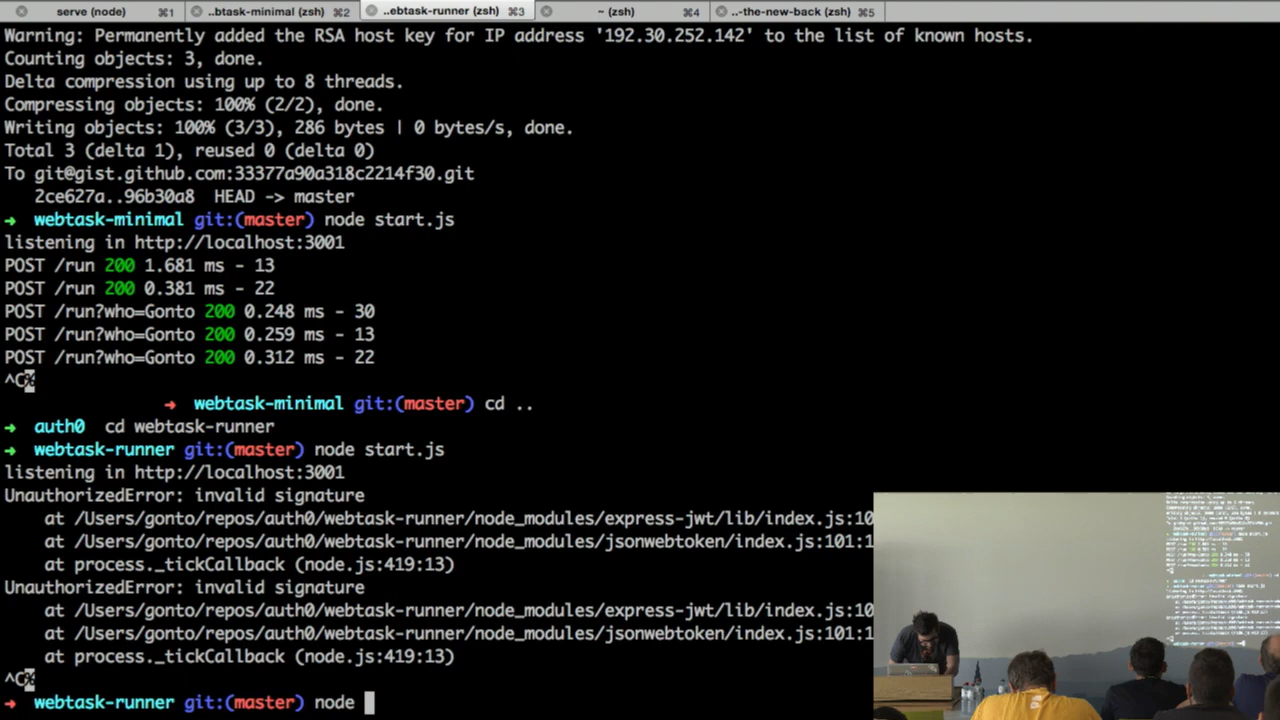 serve (node) ⌘1 ..btask-minimal (zsh) ⌘2 ..ebtask-runner (zsh) ⌘3 ~ (zsh) ⌘4 ..-the-new-back (zsh) ⌘5
Warning: Permanently added the RSA host key for IP address '192.30.252.142' to the list of known hosts.
Counting objects: 3, done.
Delta compression using up to 8 threads.
Compressing objects: 100% (2/2), done.
Writing objects: 100% (3/3), 286 bytes | 0 bytes/s, done.
Total 3 (delta 1), reused 0 (delta 0)
To git@gist.github.com:33377a90a318c2214f30.git
2ce627a..96b30a8 HEAD -> master
➜ webtask-minimal git:(master) node start.js
listening in http://localhost:3001
POST /run 200 1.681 ms - 13
POST /run 200 0.381 ms - 22
POST /run?who=Gonto 200 0.248 ms - 30
POST /run?who=Gonto 200 0.259 ms - 13
POST /run?who=Gonto 200 0.312 ms - 22
^C%
➜ webtask-minimal git:(master) cd ..
➜ auth0 cd webtask-runner
➜ webtask-runner git:(master) node start.js
listening in http://localhost:3001
UnauthorizedError: invalid signature
at /Users/gonto/repos/auth0/webtask-runner/node_modules/express-jwt/lib/index.js:10
at /Users/gonto/repos/auth0/webtask-runner/node_modules/jsonwebtoken/index.js:101:1
at process._tickCallback (node.js:419:13)
UnauthorizedError: invalid signature
at /Users/gonto/repos/auth0/webtask-runner/node_modules/express-jwt/lib/index.js:10
at /Users/gonto/repos/auth0/webtask-runner/node_modules/jsonwebtoken/index.js:101:1
at process._tickCallback (node.js:419:13)
^C%
➜ webtask-runner git:(master) node